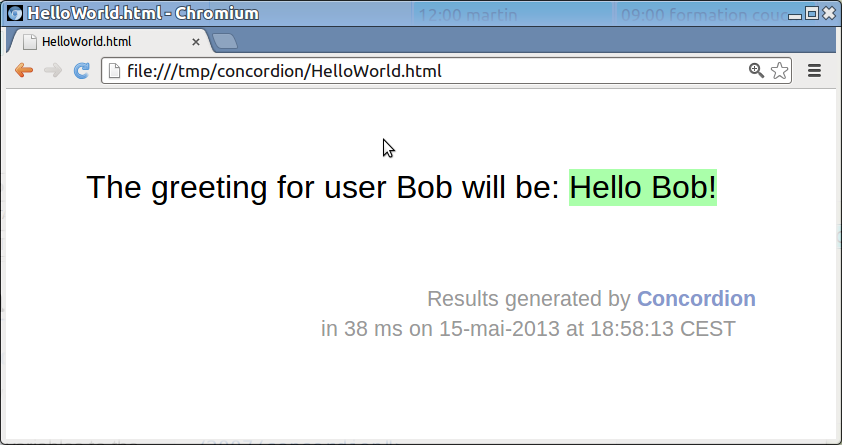 HelloWorld.html - Chromium
12:00 martin
09:00 formation
HelloWorld.html
file:///tmp/concordion/HelloWorld.html
The greeting for user Bob will be: Hello Bob!
Results generated by Concordion
in 38 ms on 15-mai-2013 at 18:58:13 CEST